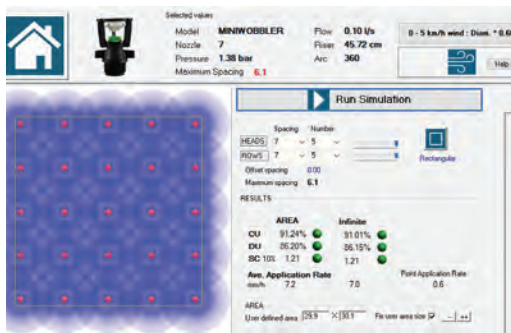 Selected values
Model MINIWOBBLER Flow 0.10 l/s
Nozzle 7 Riser 45.72 cm
Pressure 1.38 bar Arc 360
Maximum Spacing 6.1
0 - 5 km/h wind : Diam. * 0.60
Help
Run Simulation
Spacing Number
HEADS 7 5
ROWS 7 5
Rectangular
Offset spacing 0.00
Maximum spacing 6.1
RESULTS
AREA Infinite
CU 91.24% 91.01%
DU 86.20% 86.15%
SC 10% 1.21 1.21
Ave. Application Rate Point Application Rate
mm/h 7.2 7.0 0.6
AREA
User defined area 29.9 X 30.1 Fix user area size - ++